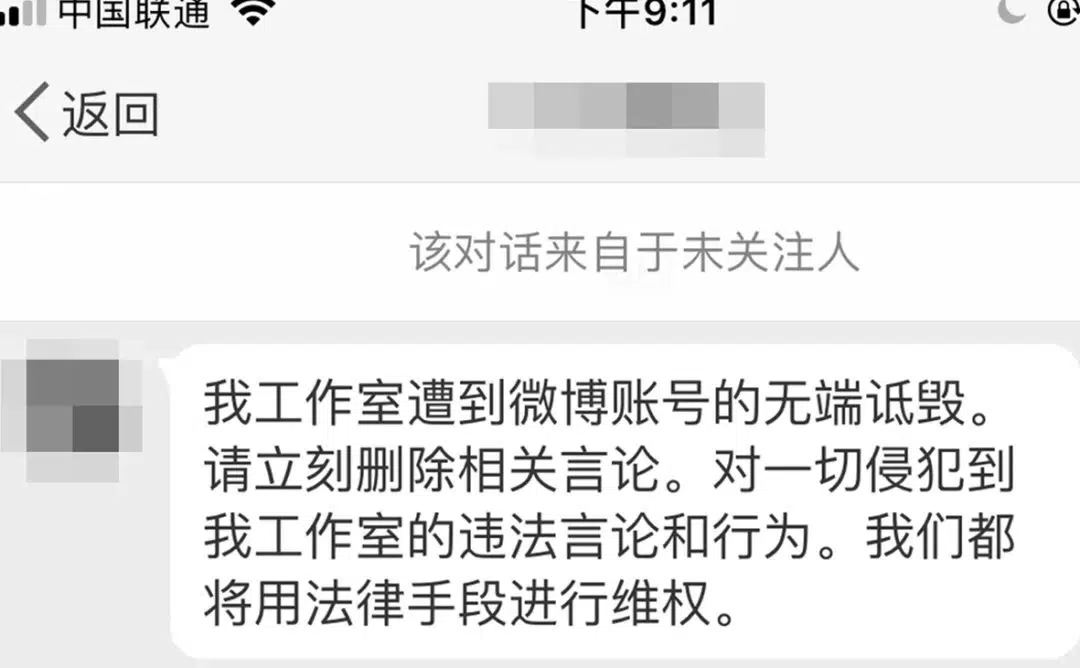 中国联通 下午9:11
返回
该对话来自于未关注人
我工作室遭到微博账号的无端诋毁。
请立刻删除相关言论。对一切侵犯到
我工作室的违法言论和行为。我们都
将用法律手段进行维权。